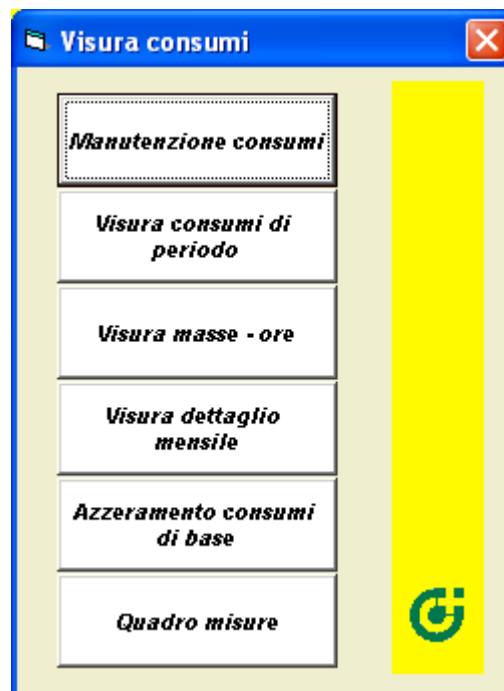 Visura consumi
Manutenzione consumi
Visura consumi di
periodo
Visura masse - ore
Visura dettaglio
mensile
Azzeramento consumi
di base
Quadro misure